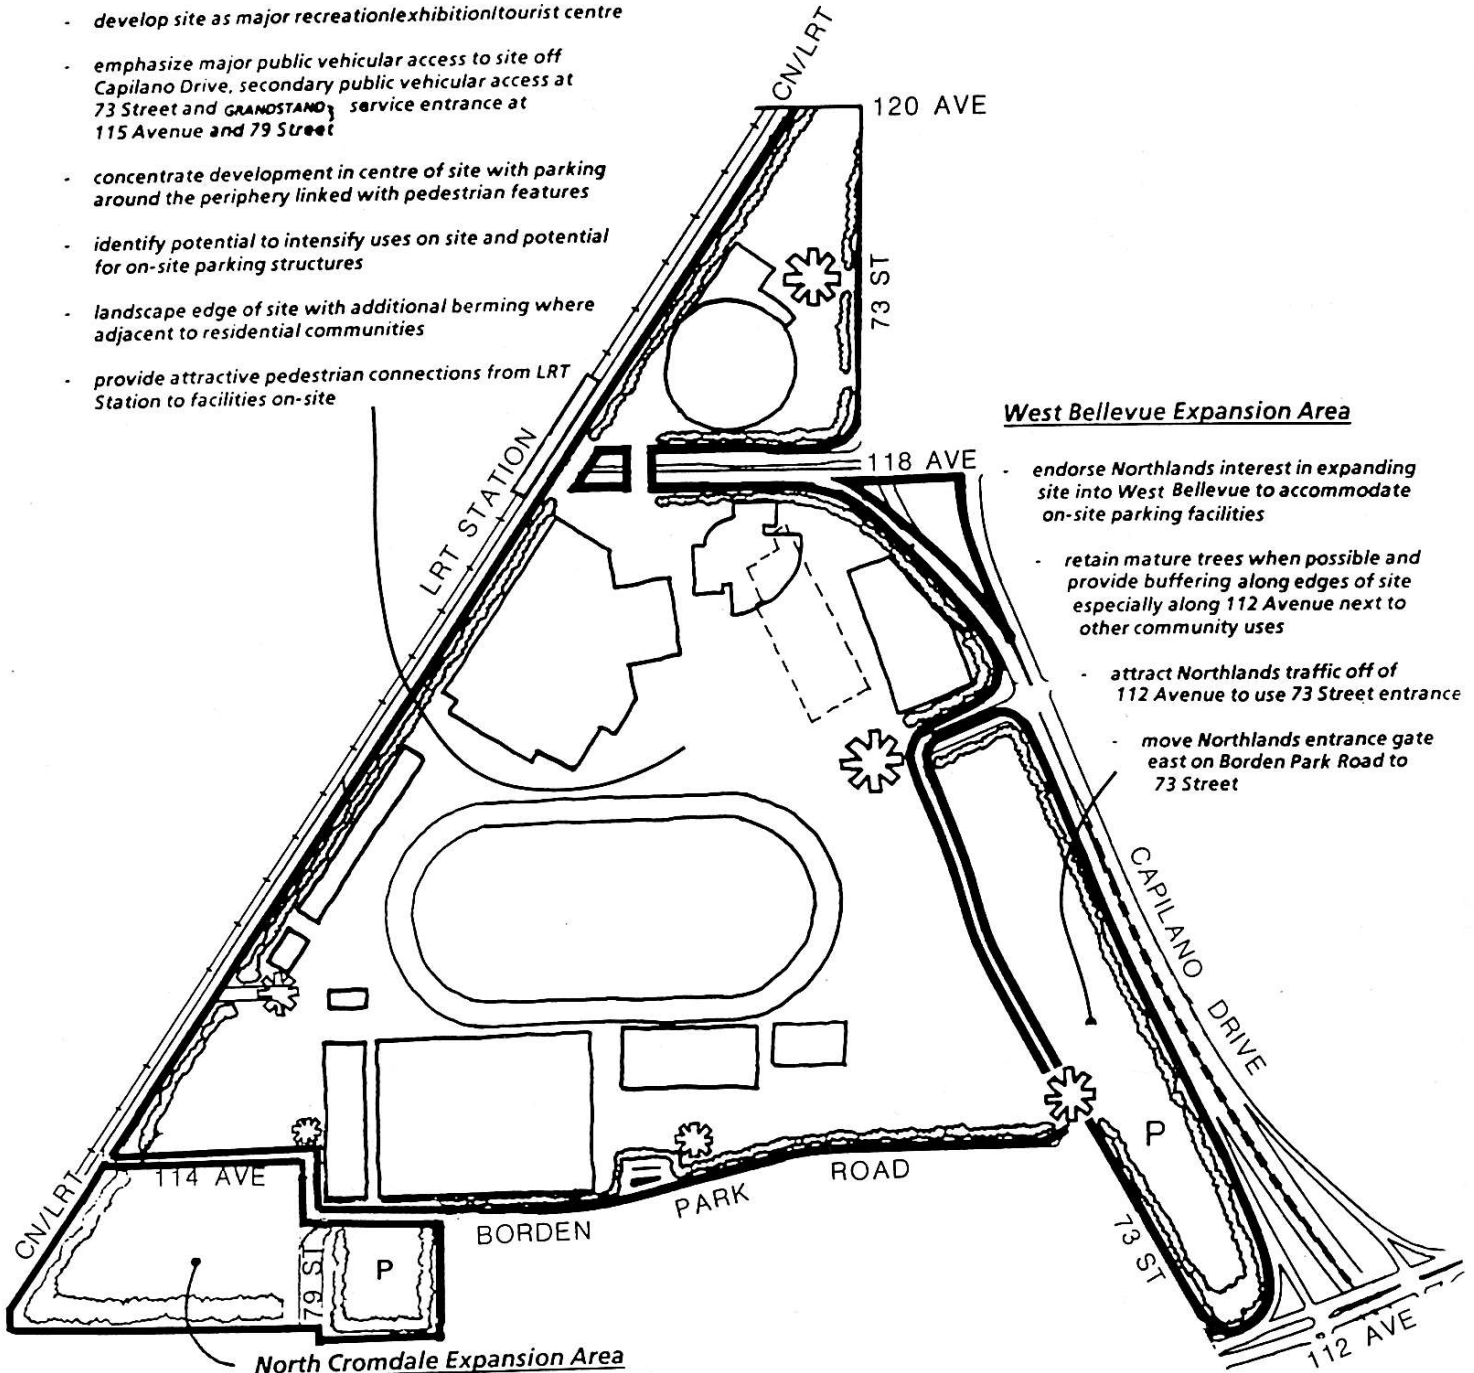 - develop site as major recreation/exhibition/tourist centre
- emphasize major public vehicular access to site off
Capilano Drive, secondary public vehicular access at
73 Street and GRANDSTAND; service entrance at
115 Avenue and 79 Street
- concentrate development in centre of site with parking
around the periphery linked with pedestrian features
- identify potential to intensify uses on site and potential
for on-site parking structures
- landscape edge of site with additional berming where
adjacent to residential communities
- provide attractive pedestrian connections from LRT
Station to facilities on-site
CN/LRT
120 AVE
73 ST
LRT STATION
118 AVE
West Bellevue Expansion Area
- endorse Northlands interest in expanding
site into West Bellevue to accommodate
on-site parking facilities
- retain mature trees when possible and
provide buffering along edges of site
especially along 112 Avenue next to
other community uses
- attract Northlands traffic off of
112 Avenue to use 73 Street entrance
- move Northlands entrance gate
east on Borden Park Road to
73 Street
CAPILANO DRIVE
P
CN/LRT
114 AVE
BORDEN PARK ROAD
73 ST
79 ST
P
112 AVE
North Cromdale Expansion Area